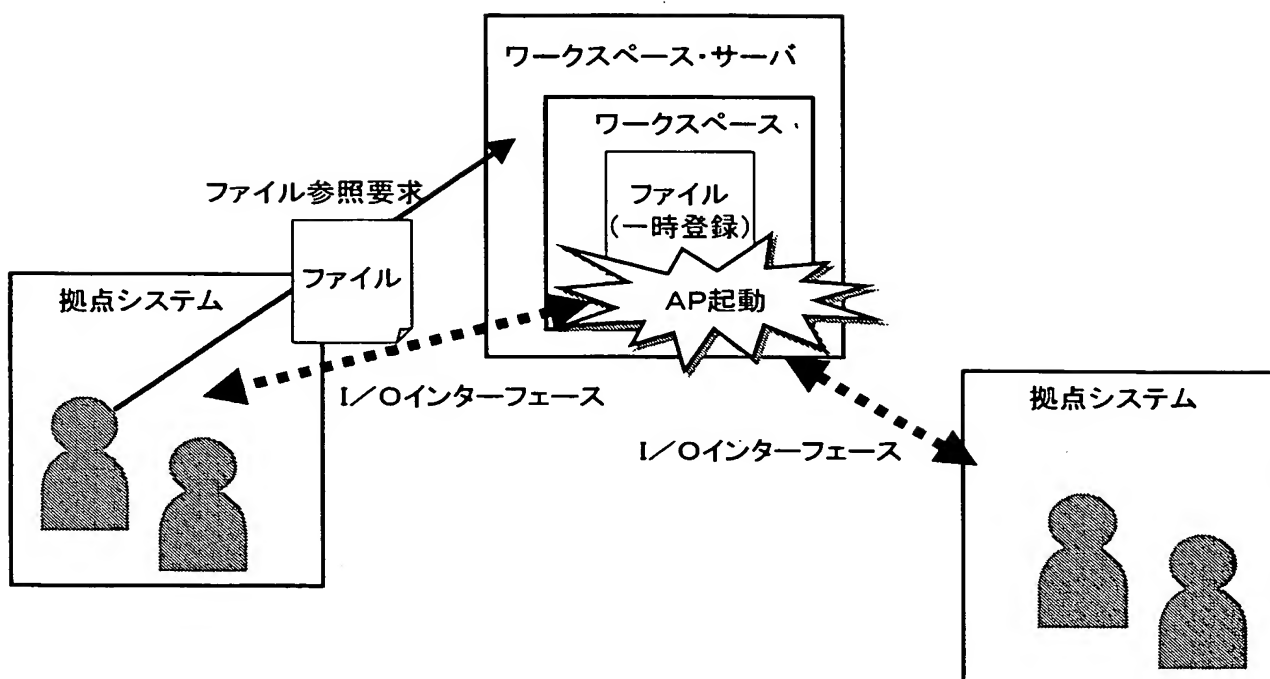 ワークスペース・サーバ
ワークスペース
ファイル
(一時登録)
AP起動
ファイル参照要求
ファイル
拠点システム
I/Oインターフェース
I/Oインターフェース
拠点システム